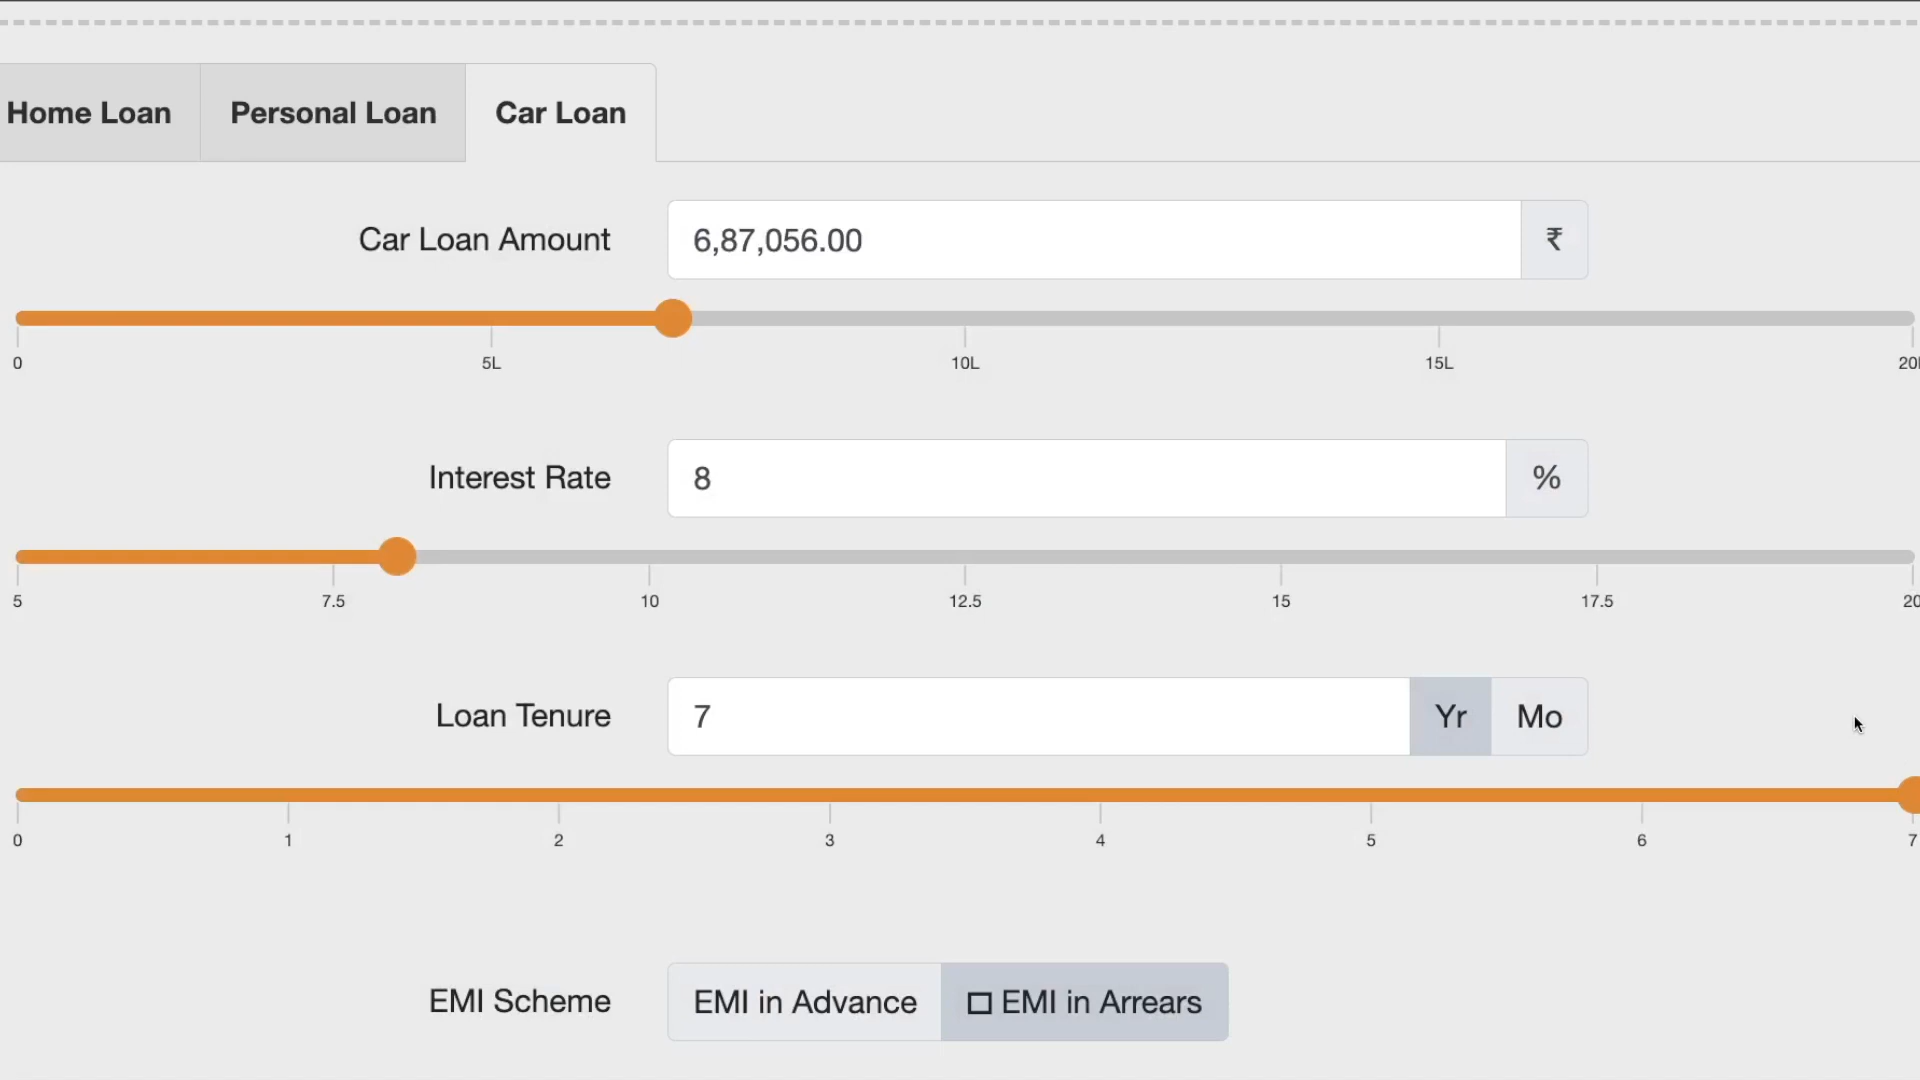 Home Loan Personal Loan Car Loan
Car Loan Amount 6,87,056.00 ₹
0 5L 10L 15L 20
Interest Rate 8 %
5 7.5 10 12.5 15 17.5 20
Loan Tenure 7 Yr Mo
0 1 2 3 4 5 6 7
EMI Scheme EMI in Advance EMI in Arrears